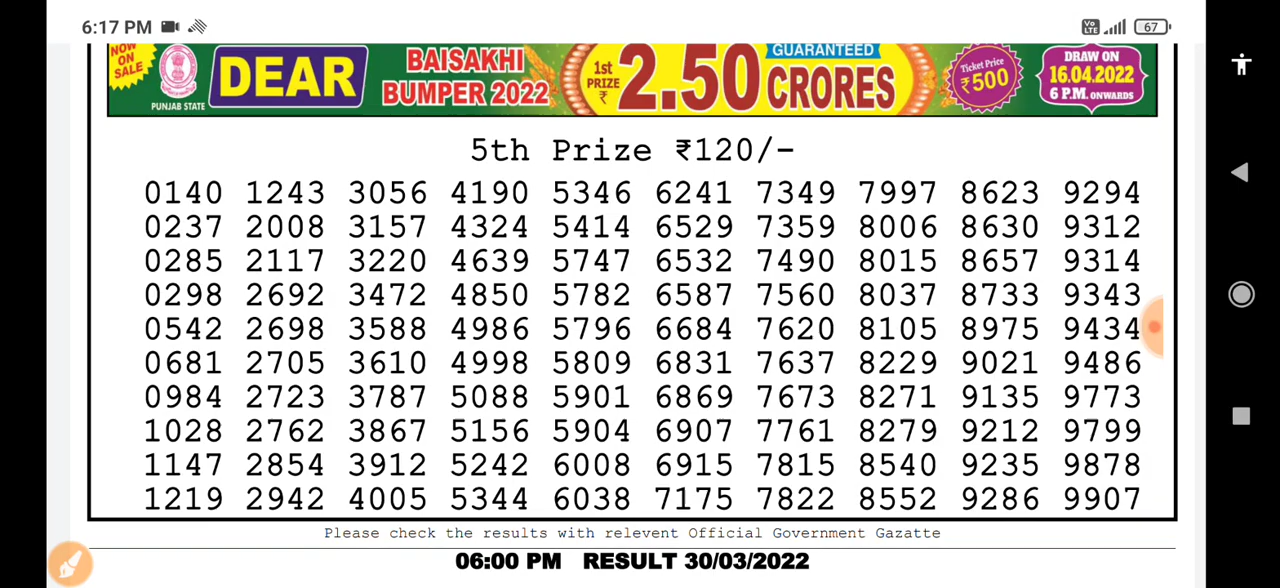 6:17 PM
Vo LTE 67
NOW ON SALE
PUNJAB STATE
DEAR
BAISAKHI
BUMPER 2022
1st PRIZE ₹
2.50 CRORES
GUARANTEED
Ticket Price
₹500
DRAW ON
16.04.2022
6 P.M. ONWARDS
5th Prize ₹120/-
0140 1243 3056 4190 5346 6241 7349 7997 8623 9294
0237 2008 3157 4324 5414 6529 7359 8006 8630 9312
0285 2117 3220 4639 5747 6532 7490 8015 8657 9314
0298 2692 3472 4850 5782 6587 7560 8037 8733 9343
0542 2698 3588 4986 5796 6684 7620 8105 8975 9434
0681 2705 3610 4998 5809 6831 7637 8229 9021 9486
0984 2723 3787 5088 5901 6869 7673 8271 9135 9773
1028 2762 3867 5156 5904 6907 7761 8279 9212 9799
1147 2854 3912 5242 6008 6915 7815 8540 9235 9878
1219 2942 4005 5344 6038 7175 7822 8552 9286 9907
Please check the results with relevent Official Government Gazatte
06:00 PM RESULT 30/03/2022